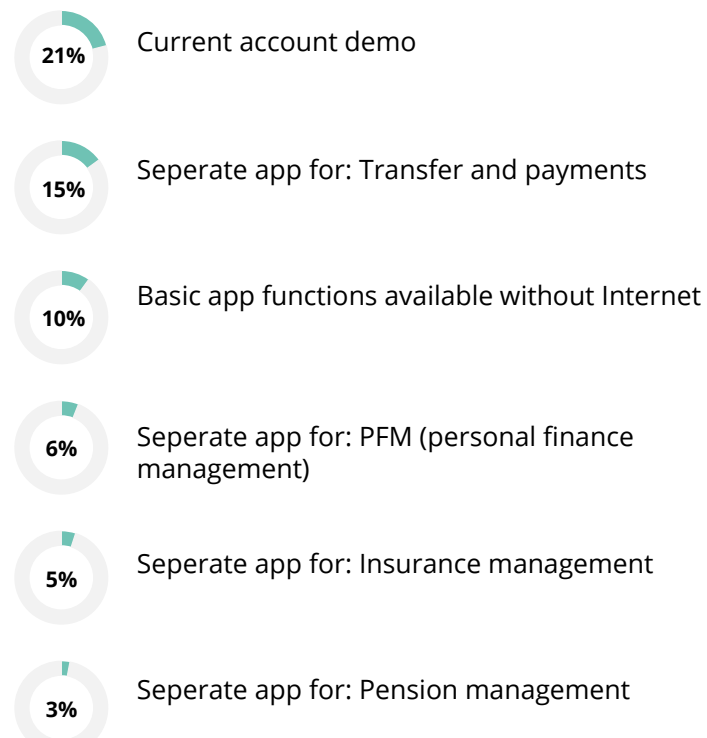 21%
Current account demo
15%
Seperate app for: Transfer and payments
10%
Basic app functions available without Internet
6%
Seperate app for: PFM (personal finance
management)
5%
Seperate app for: Insurance management
3%
Seperate app for: Pension management